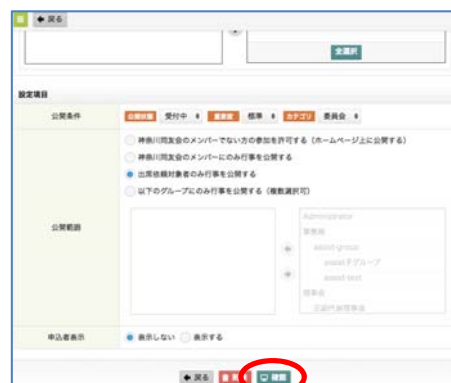 戻る
全選択
設定項目
公開条件
公開状態 受付中 重要度 標準 カテゴリ 委員会
神奈川同友会のメンバーでない方の参加を許可する(ホームページ上に公開する)
神奈川同友会のメンバーにのみ行事を公開する
出席依頼対象者のみ行事を公開する
以下のグループにのみ行事を公開する(複数選択可)
公開範囲
Administrator
事務局
assist-group
assist子グループ
assist-test
理事会
正副代表理事会
申込者表示
表示しない 表示する
戻る 確認